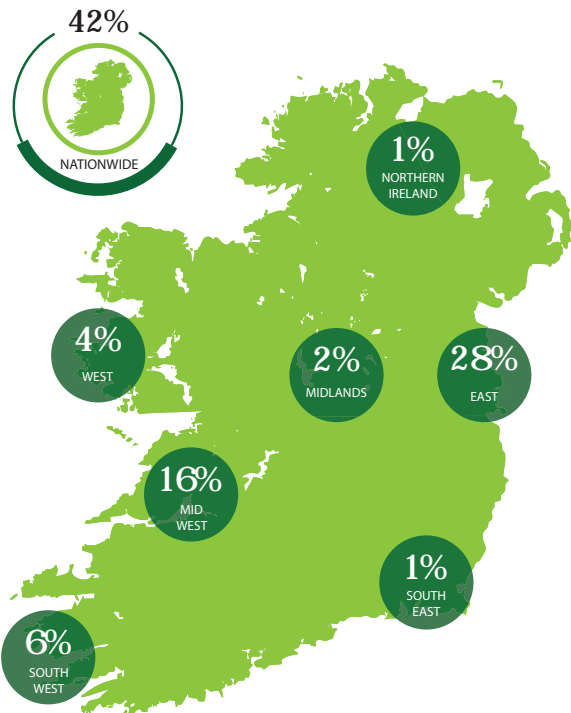 42%
NATIONWIDE
1%
NORTHERN
IRELAND
4%
WEST
2%
MIDLANDS
28%
EAST
16%
MID
WEST
1%
SOUTH
EAST
6%
SOUTH
WEST